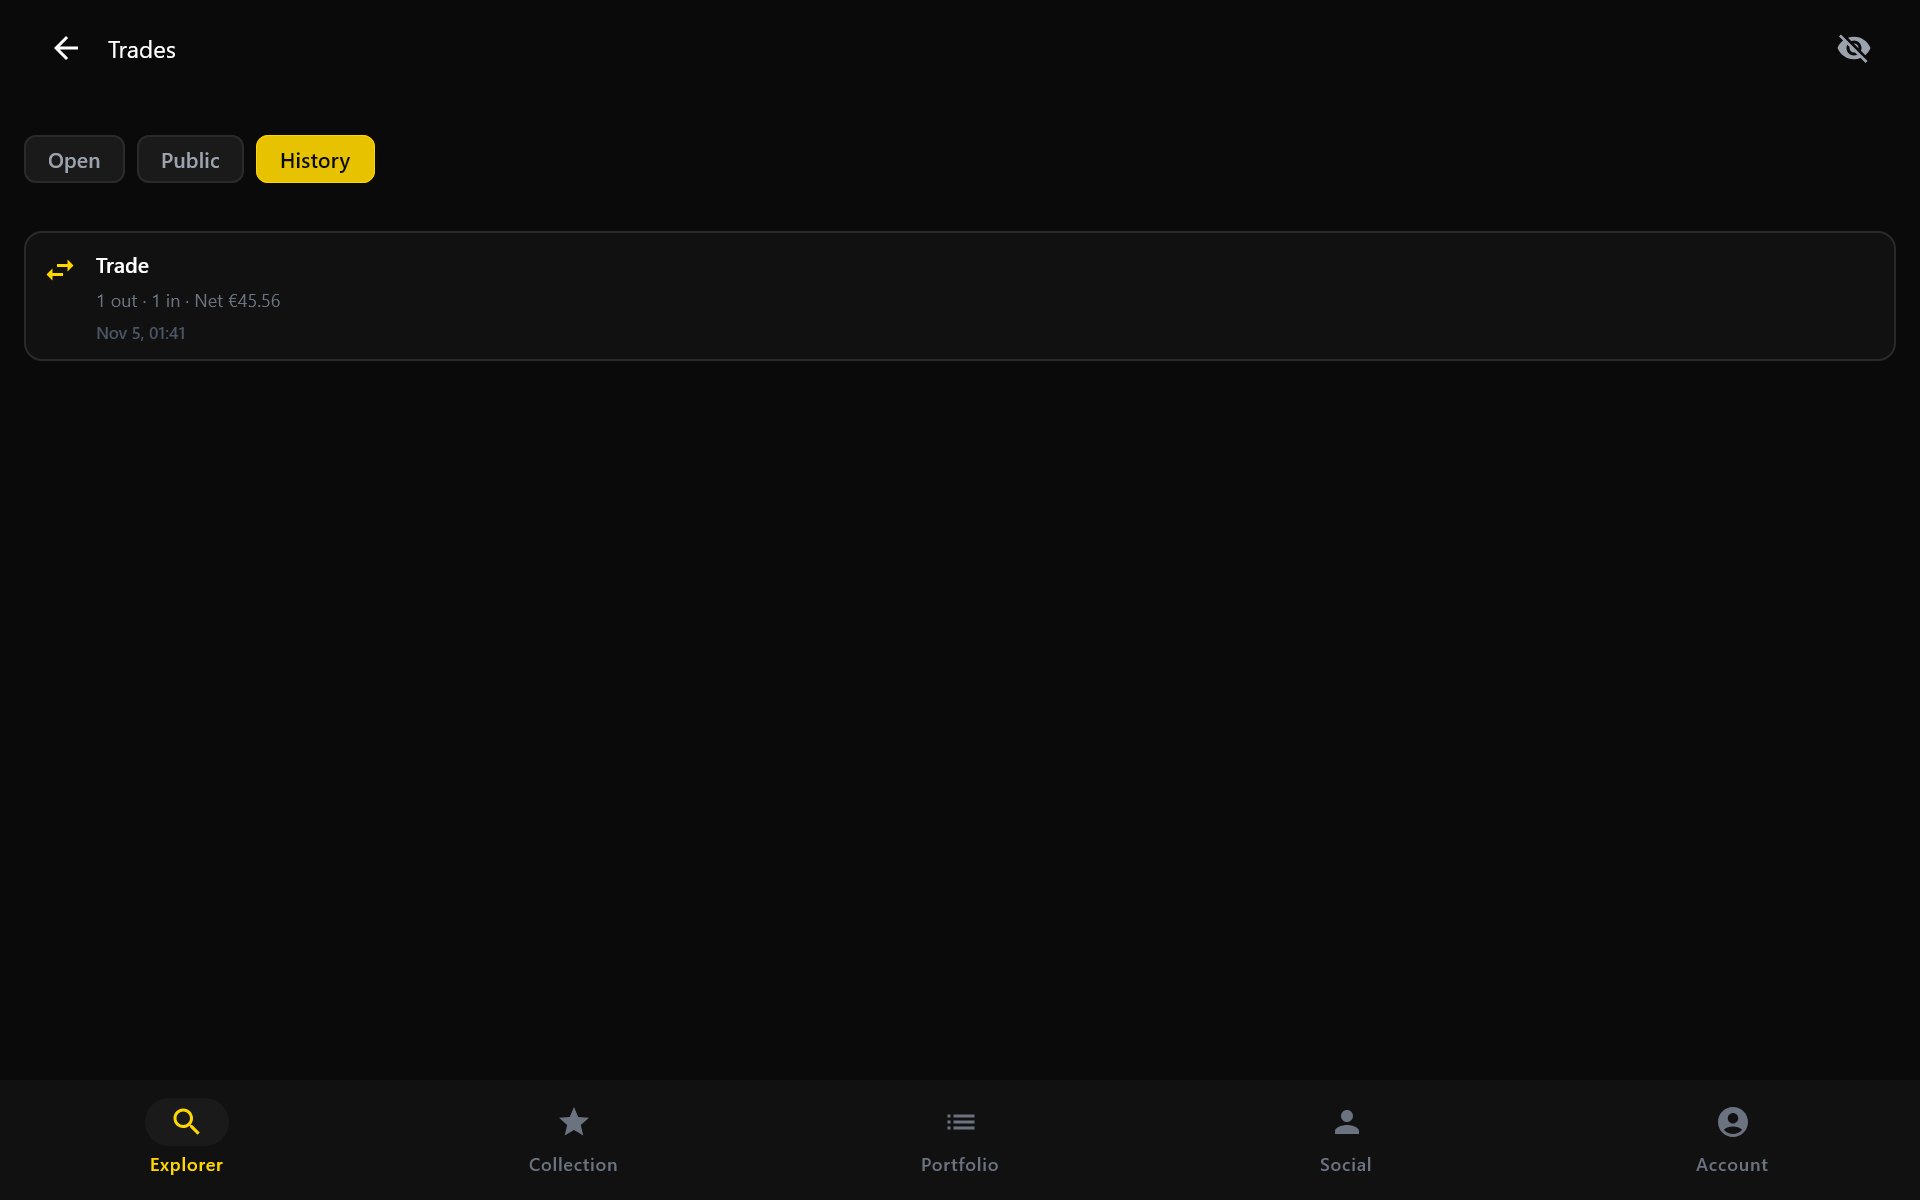 Trades
Open
Public
History
Trade
1 out · 1 in · Net €45.56
Nov 5, 01:41
Explorer
Collection
Portfolio
Social
Account